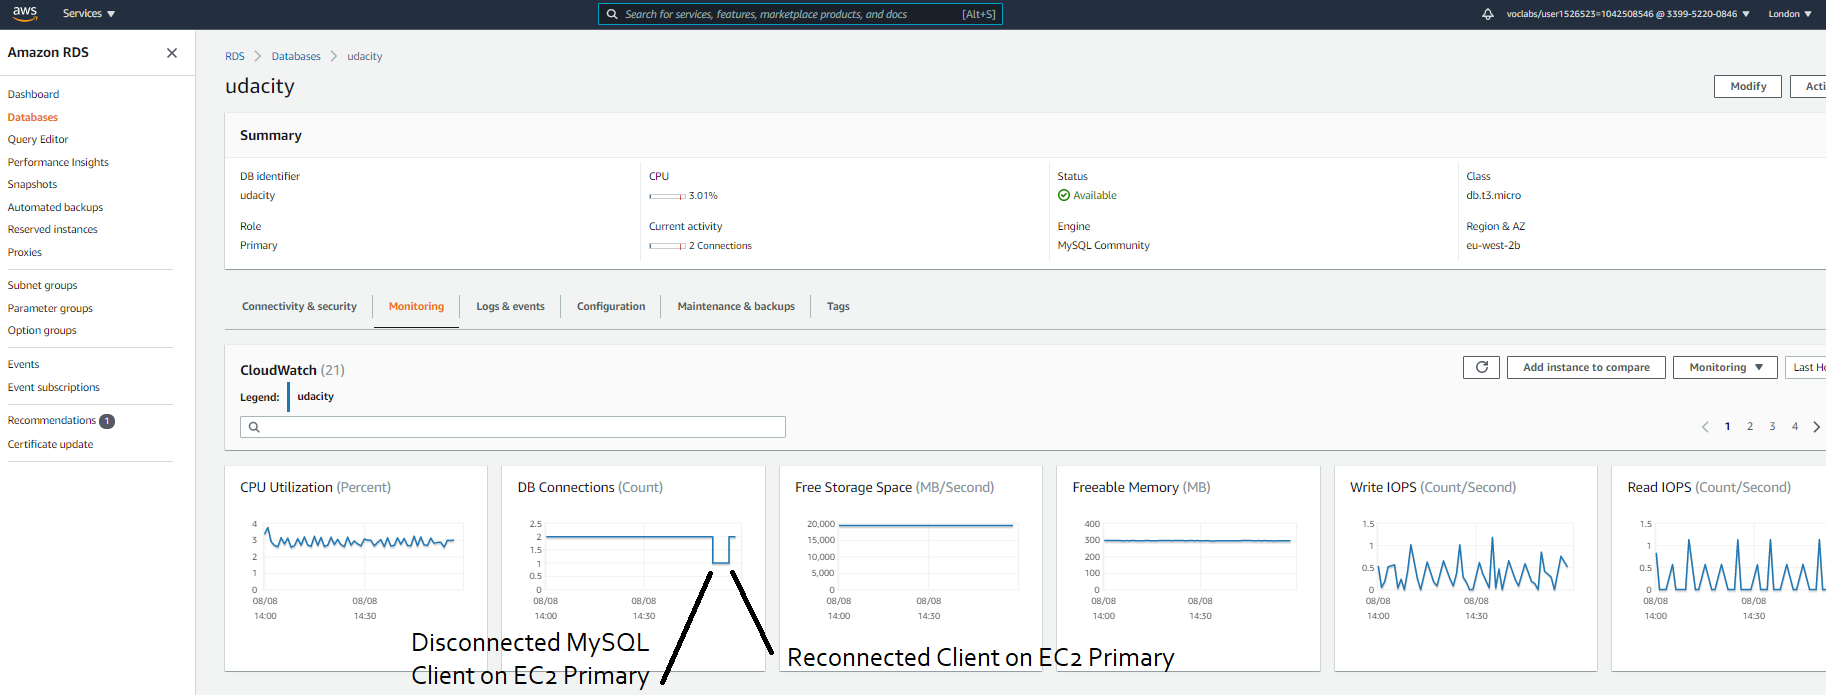 aws Services Search for services, features, marketplace products, and docs [Alt+S] voclabs/user1526523=1042508546 @ 3399-5220-0846 London
Amazon RDS
Dashboard
Databases
Query Editor
Performance Insights
Snapshots
Automated backups
Reserved instances
Proxies
Subnet groups
Parameter groups
Option groups
Events
Event subscriptions
Recommendations 1
Certificate update
RDS Databases udacity
udacity
Modify Acti
Summary
DB identifier
udacity
Role
Primary
CPU
3.01%
Current activity
2 Connections
Status
Available
Engine
MySQL Community
Class
db.t3.micro
Region & AZ
eu-west-2b
Connectivity & security Monitoring Logs & events Configuration Maintenance & backups Tags
CloudWatch (21)
Add instance to compare Monitoring Last Ho
Legend: udacity
1 2 3 4
CPU Utilization (Percent)
4
3
2
1
0
08/08 08/08
14:00 14:30
DB Connections (Count)
2.5
2
1.5
1
0.5
0
08/08 08/08
14:00 14:30
Free Storage Space (MB/Second)
20,000
15,000
10,000
5,000
0
08/08 08/08
14:00 14:30
Freeable Memory (MB)
400
300
200
100
0
08/08 08/08
14:00 14:30
Write IOPS (Count/Second)
1.5
1
0.5
0
08/08 08/08
14:00 14:30
Read IOPS (Count/Second)
1.5
1
0.5
0
08/08 08/08
14:00 14:30
Disconnected MySQL
Client on EC2 Primary
Reconnected Client on EC2 Primary